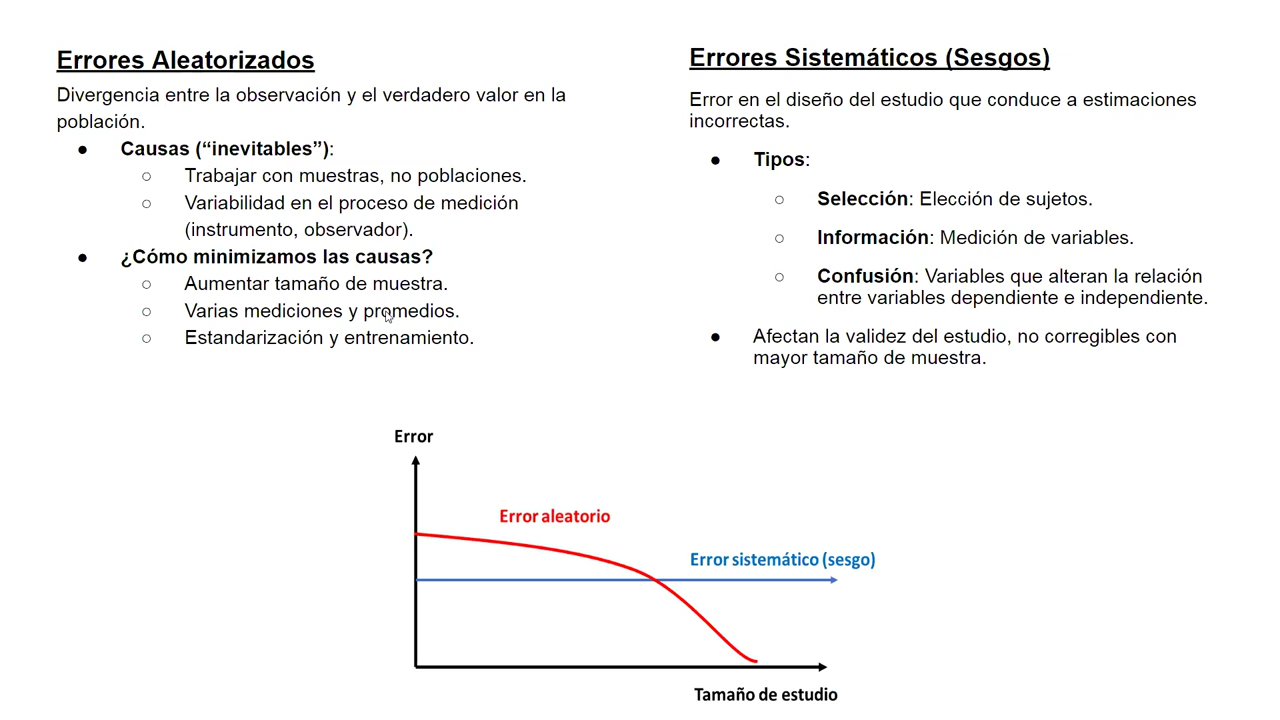 Errores Aleatorizados
Divergencia entre la observación y el verdadero valor en la
población.
● Causas (“inevitables”):
○ Trabajar con muestras, no poblaciones.
○ Variabilidad en el proceso de medición
(instrumento, observador).
● ¿Cómo minimizamos las causas?
○ Aumentar tamaño de muestra.
○ Varias mediciones y promedios.
○ Estandarización y entrenamiento.
Errores Sistemáticos (Sesgos)
Error en el diseño del estudio que conduce a estimaciones
incorrectas.
● Tipos:
○ Selección: Elección de sujetos.
○ Información: Medición de variables.
○ Confusión: Variables que alteran la relación
entre variables dependiente e independiente.
● Afectan la validez del estudio, no corregibles con
mayor tamaño de muestra.
Error
Error aleatorio
Error sistemático (sesgo)
Tamaño de estudio